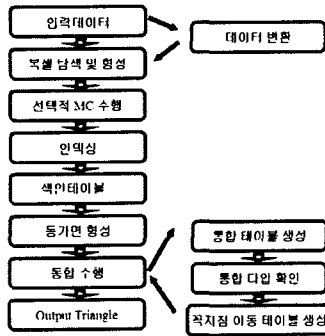 입력데이터
데이터 변환
복셀 탐색 및 형성
선택적 MC 수행
인덱싱
색인테이블
등가면 형성
통합 테이블 생성
통합 수행
통합 타입 확인
Output Triangle
꼭지점 이동 테이블 생성